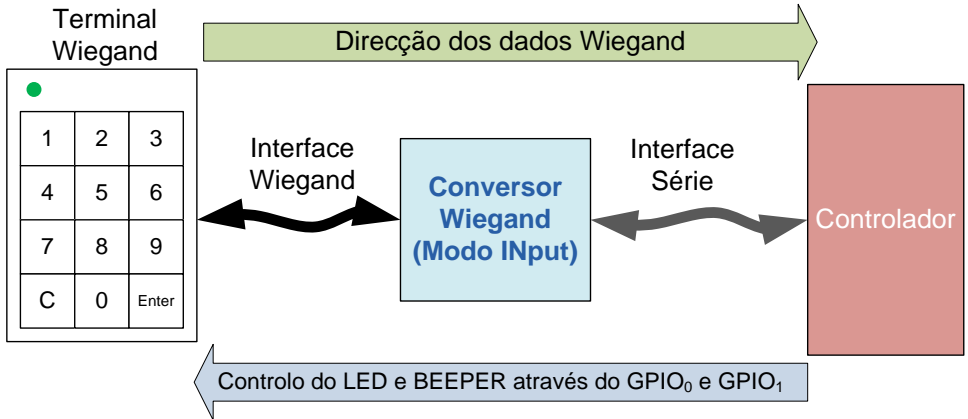 Terminal
Wiegand
Direcção dos dados Wiegand
1 2 3
4 5 6
7 8 9
C 0 Enter
Interface
Wiegand
Conversor
Wiegand
(Modo INput)
Interface
Série
Controlador
Controlo do LED e BEEPER através do GPIO₀ e GPIO₁